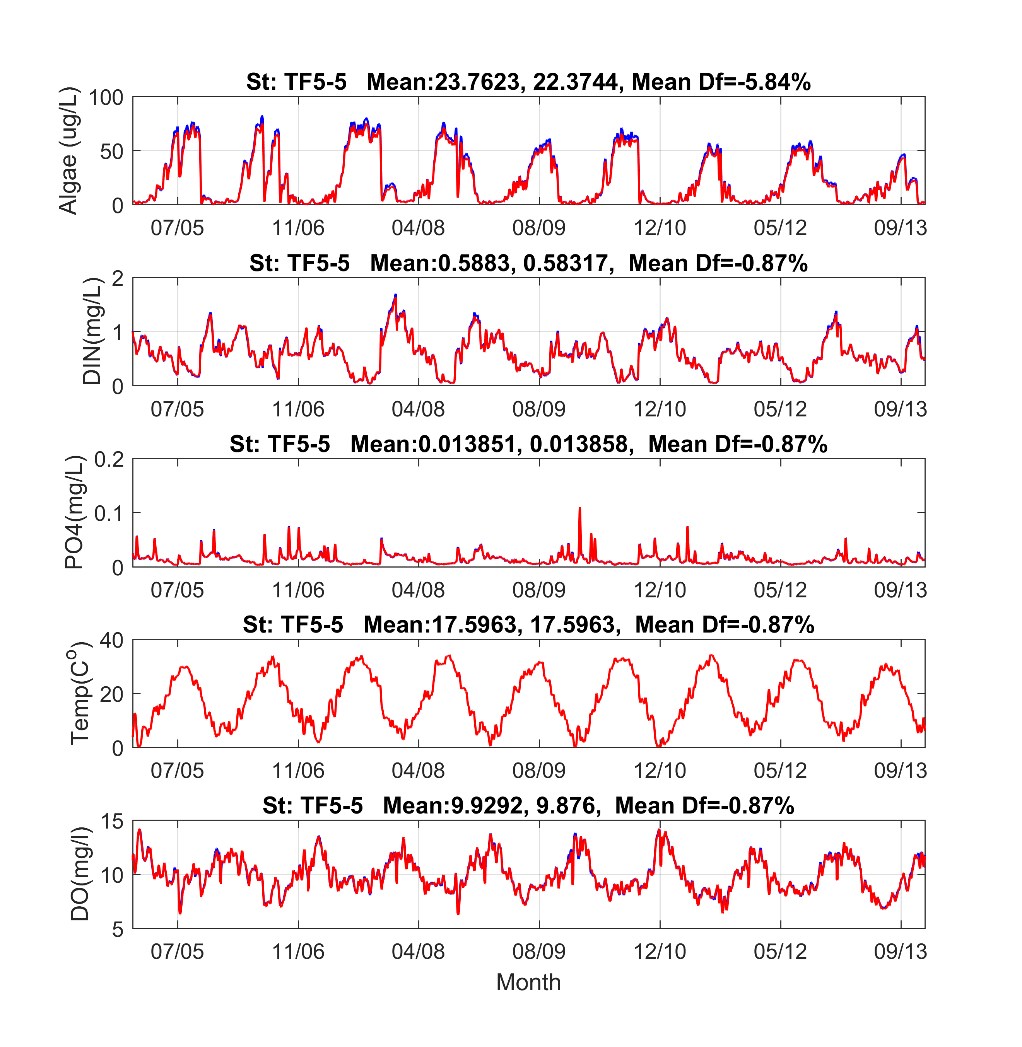 St: TF5-5 Mean:23.7623, 22.3744, Mean Df=-5.84%
Algae (ug/L)
100
50
0
07/05 11/06 04/08 08/09 12/10 05/12 09/13
St: TF5-5 Mean:0.5883, 0.58317, Mean Df=-0.87%
DIN(mg/L)
2
1
0
07/05 11/06 04/08 08/09 12/10 05/12 09/13
St: TF5-5 Mean:0.013851, 0.013858, Mean Df=-0.87%
PO4(mg/L)
0.2
0.1
0
07/05 11/06 04/08 08/09 12/10 05/12 09/13
St: TF5-5 Mean:17.5963, 17.5963, Mean Df=-0.87%
Temp(Cº)
40
20
0
07/05 11/06 04/08 08/09 12/10 05/12 09/13
St: TF5-5 Mean:9.9292, 9.876, Mean Df=-0.87%
DO(mg/l)
15
10
5
07/05 11/06 04/08 08/09 12/10 05/12 09/13
Month